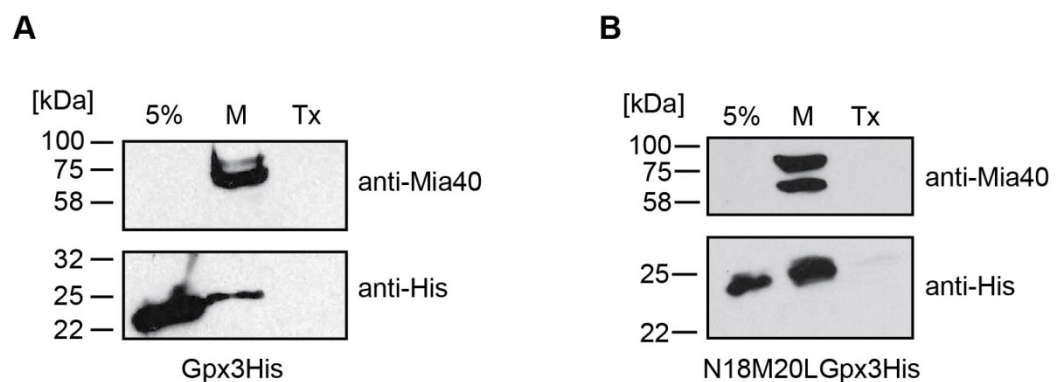 A
[kDa] 5% M Tx
100
75
58
anti-Mia40
32
25
22
anti-His
Gpx3His
B
[kDa] 5% M Tx
100
75
58
anti-Mia40
25
22
anti-His
N18M20LGpx3His